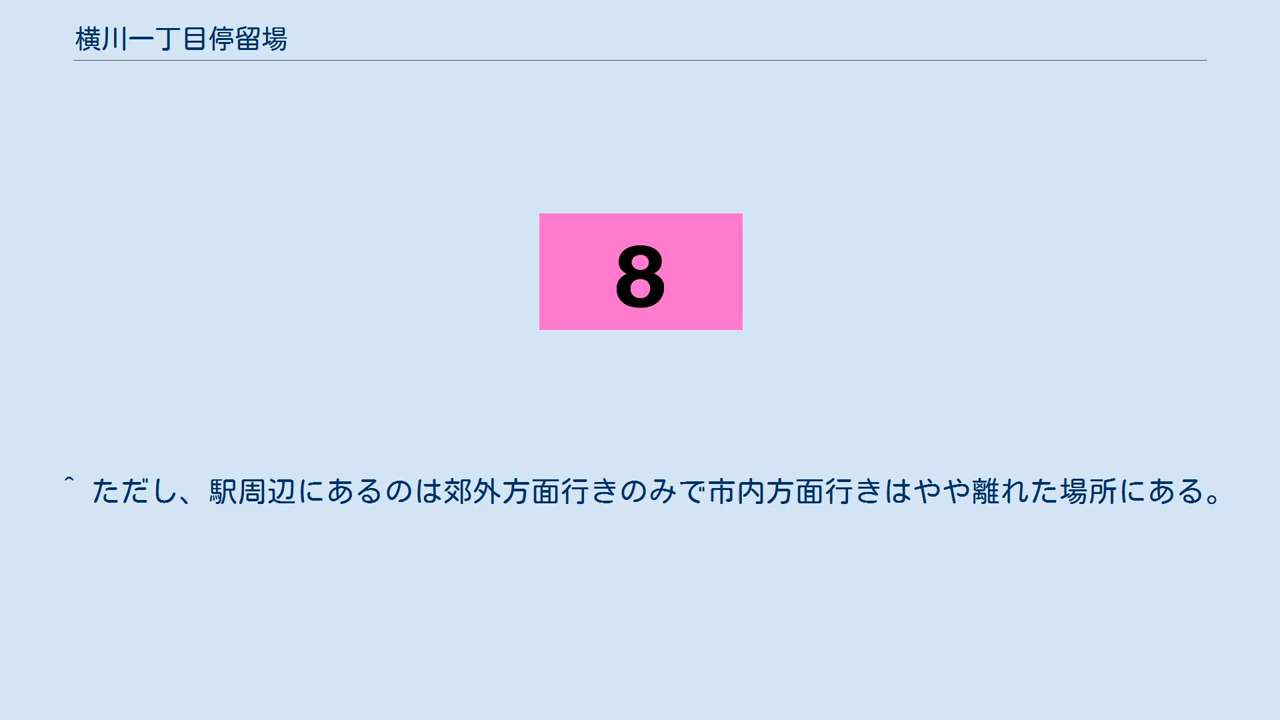 横川一丁目停留場
8
^ ただし、駅周辺にあるのは郊外方面行きのみで市内方面行きはやや離れた場所にある。